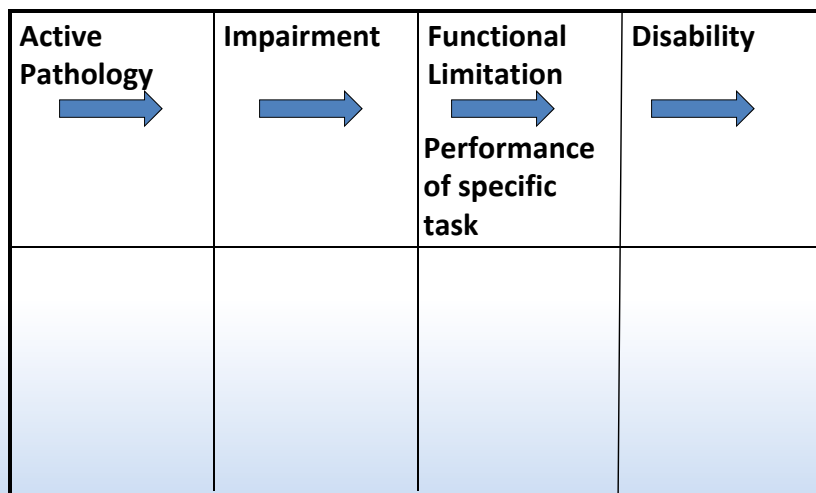 Active
Pathology
Impairment
Functional
Limitation
Performance
of specific
task
Disability